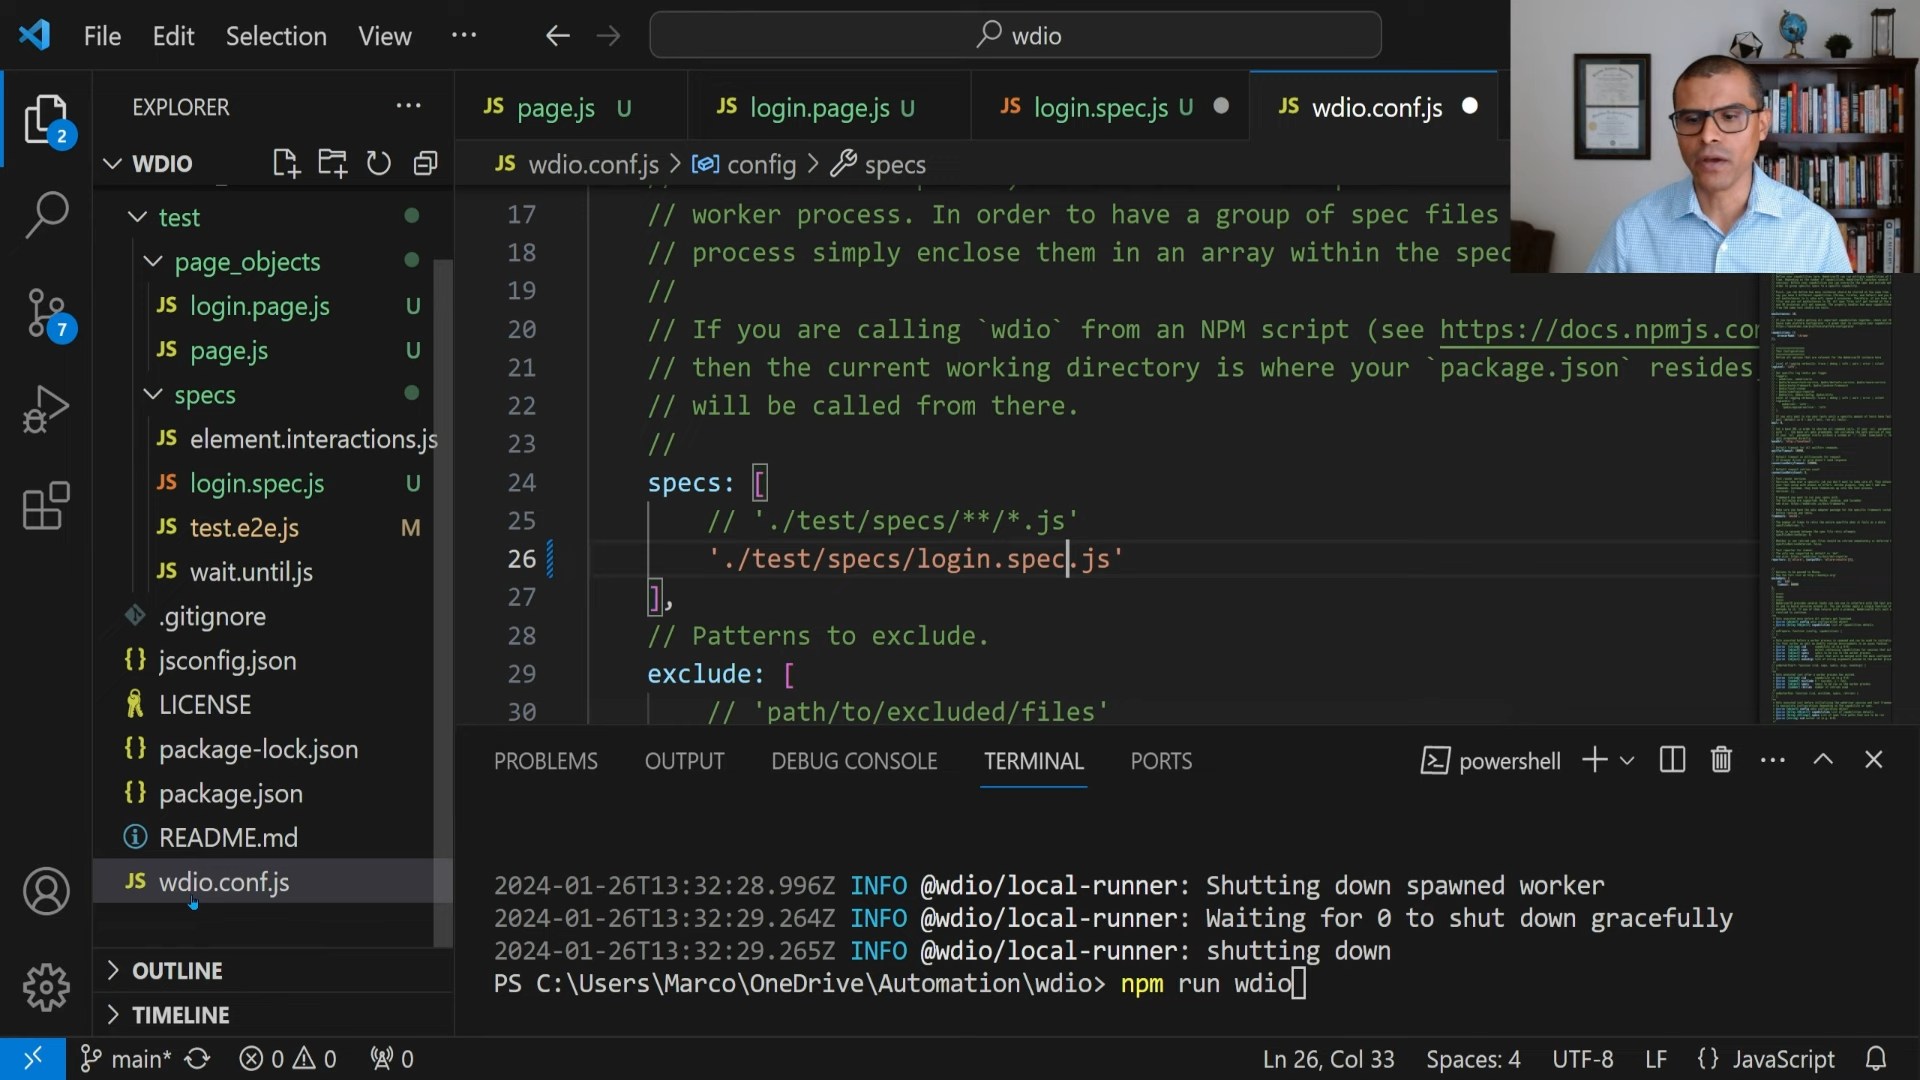 File Edit Selection View ··· wdio
EXPLORER ···
WDIO
test
page_objects
login.page.js U
page.js U
specs
element.interactions.js
login.spec.js U
test.e2e.js M
wait.until.js
.gitignore
jsconfig.json
LICENSE
package-lock.json
package.json
README.md
wdio.conf.js
OUTLINE
TIMELINE
2
7
JS page.js U JS login.page.js U JS login.spec.js U JS wdio.conf.js
JS wdio.conf.js > config > specs
17 // worker process. In order to have a group of spec files
18 // process simply enclose them in an array within the spec
19 //
20 // If you are calling `wdio` from an NPM script (see https://docs.npmjs.co
21 // then the current working directory is where your `package.json` resides
22 // will be called from there.
23 //
24 specs: [
25 // './test/specs/**/*.js'
26 './test/specs/login.spec.js'
27 ],
28 // Patterns to exclude.
29 exclude: [
30 // 'path/to/excluded/files'
PROBLEMS OUTPUT DEBUG CONSOLE TERMINAL PORTS powershell
2024-01-26T13:32:28.996Z INFO @wdio/local-runner: Shutting down spawned worker
2024-01-26T13:32:29.264Z INFO @wdio/local-runner: Waiting for 0 to shut down gracefully
2024-01-26T13:32:29.265Z INFO @wdio/local-runner: shutting down
PS C:\Users\Marco\OneDrive\Automation\wdio> npm run wdio
main* 0 0 0 Ln 26, Col 33 Spaces: 4 UTF-8 LF {} JavaScript